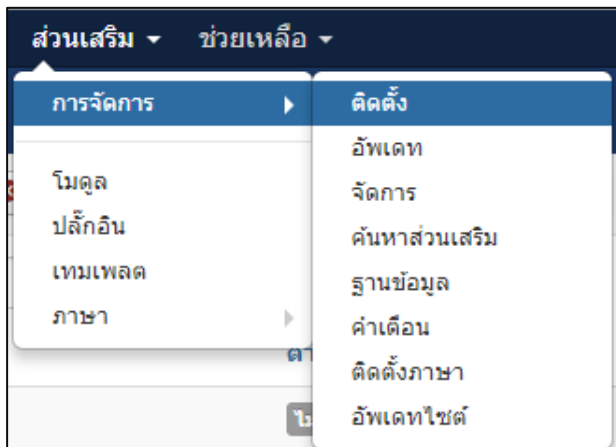 ส่วนเสริม ช่วยเหลือ
การจัดการ
โมดูล
ปลั๊กอิน
เทมเพลต
ภาษา
ติดตั้ง
อัพเดท
จัดการ
ค้นหาส่วนเสริม
ฐานข้อมูล
คำเตือน
ติดตั้งภาษา
อัพเดทไซต์